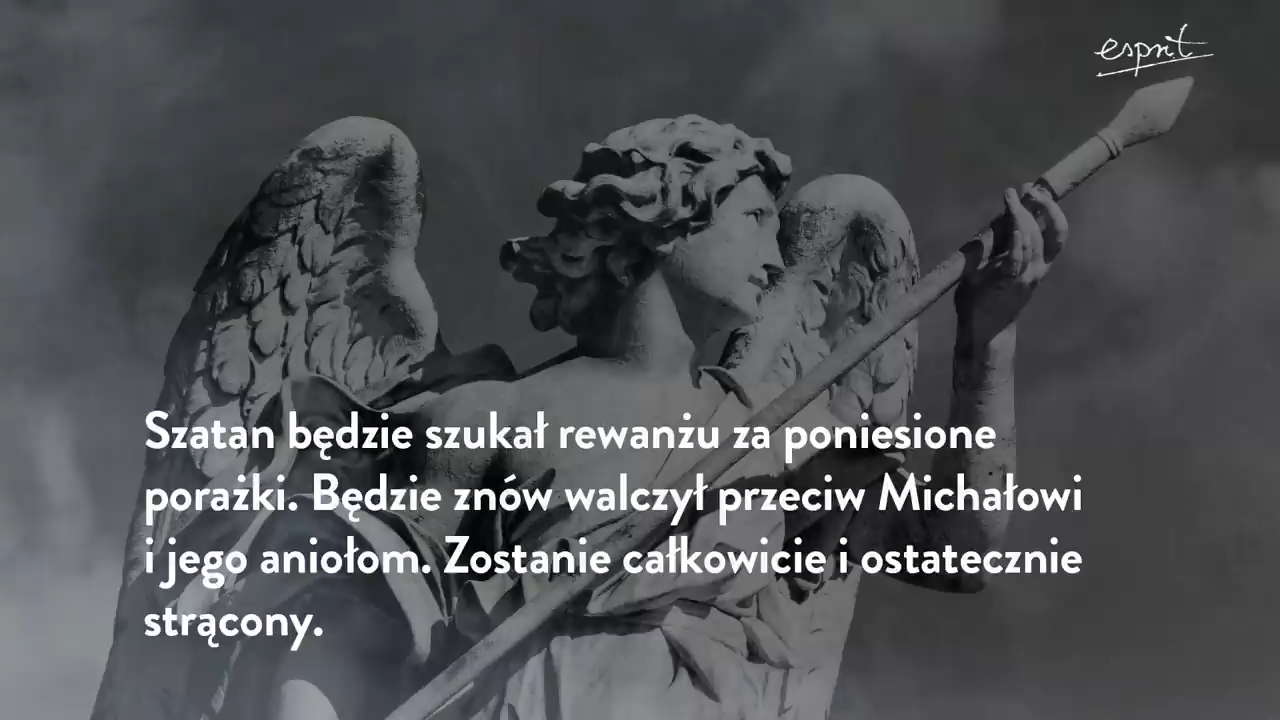 esprit
Szatan będzie szukał rewanżu za poniesione
porażki. Będzie znów walczył przeciw Michałowi
i jego aniołom. Zostanie całkowicie i ostatecznie
strącony.